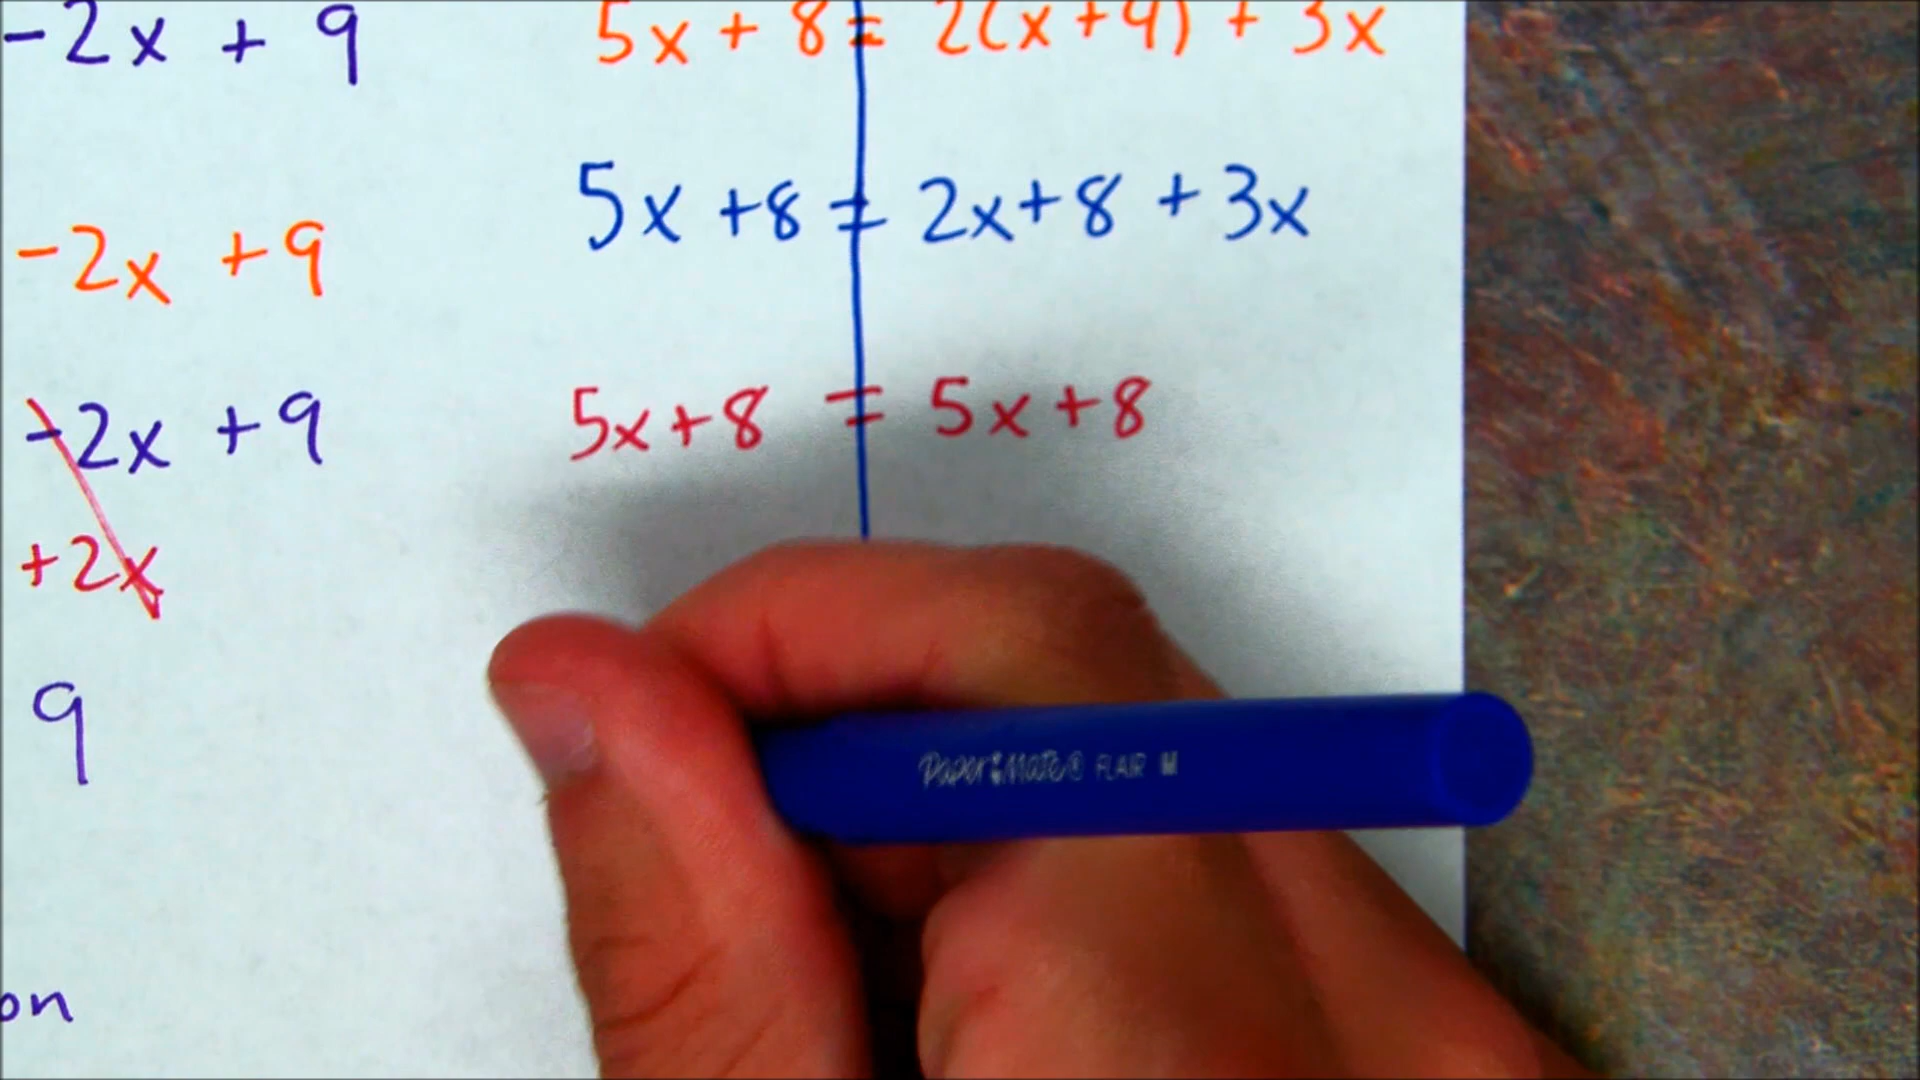 -2x + 9
-2x +9
-2x +9
+2x
9
on
5x + 8 = 2(x+4) + 3x
5x +8 = 2x+8 +3x
5x+8 = 5x+8
Paper:Mate® FLAIR M